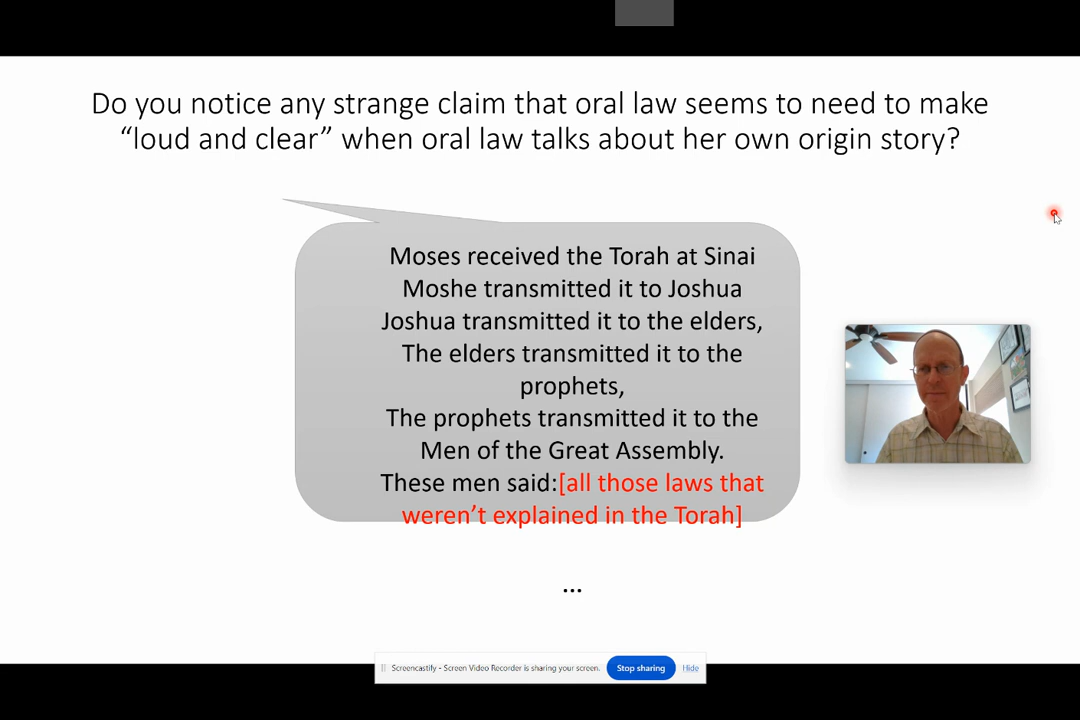 Do you notice any strange claim that oral law seems to need to make
“loud and clear” when oral law talks about her own origin story?
Moses received the Torah at Sinai
Moshe transmitted it to Joshua
Joshua transmitted it to the elders,
The elders transmitted it to the
prophets,
The prophets transmitted it to the
Men of the Great Assembly.
These men said:[all those laws that
weren’t explained in the Torah]
...
Screencastify - Screen Video Recorder is sharing your screen. Stop sharing Hide